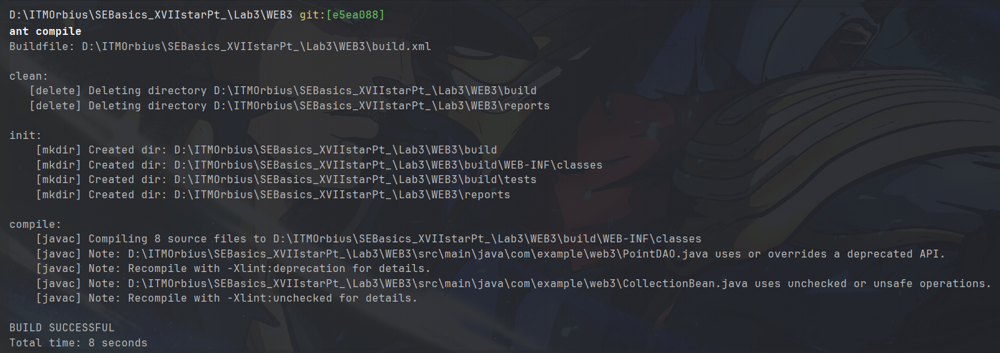 D:\ITMOrbius\SEBasics_XVIIstarPt_\Lab3\WEB3 git:[e5ea088]
ant compile
Buildfile: D:\ITMOrbius\SEBasics_XVIIstarPt_\Lab3\WEB3\build.xml

clean:
   [delete] Deleting directory D:\ITMOrbius\SEBasics_XVIIstarPt_\Lab3\WEB3\build
   [delete] Deleting directory D:\ITMOrbius\SEBasics_XVIIstarPt_\Lab3\WEB3\reports

init:
    [mkdir] Created dir: D:\ITMOrbius\SEBasics_XVIIstarPt_\Lab3\WEB3\build
    [mkdir] Created dir: D:\ITMOrbius\SEBasics_XVIIstarPt_\Lab3\WEB3\build\WEB-INF\classes
    [mkdir] Created dir: D:\ITMOrbius\SEBasics_XVIIstarPt_\Lab3\WEB3\build\tests
    [mkdir] Created dir: D:\ITMOrbius\SEBasics_XVIIstarPt_\Lab3\WEB3\reports

compile:
    [javac] Compiling 8 source files to D:\ITMOrbius\SEBasics_XVIIstarPt_\Lab3\WEB3\build\WEB-INF\classes
    [javac] Note: D:\ITMOrbius\SEBasics_XVIIstarPt_\Lab3\WEB3\src\main\java\com\example\web3\PointDAO.java uses or overrides a deprecated API.
    [javac] Note: Recompile with -Xlint:deprecation for details.
    [javac] Note: D:\ITMOrbius\SEBasics_XVIIstarPt_\Lab3\WEB3\src\main\java\com\example\web3\CollectionBean.java uses unchecked or unsafe operations.
    [javac] Note: Recompile with -Xlint:unchecked for details.

BUILD SUCCESSFUL
Total time: 8 seconds